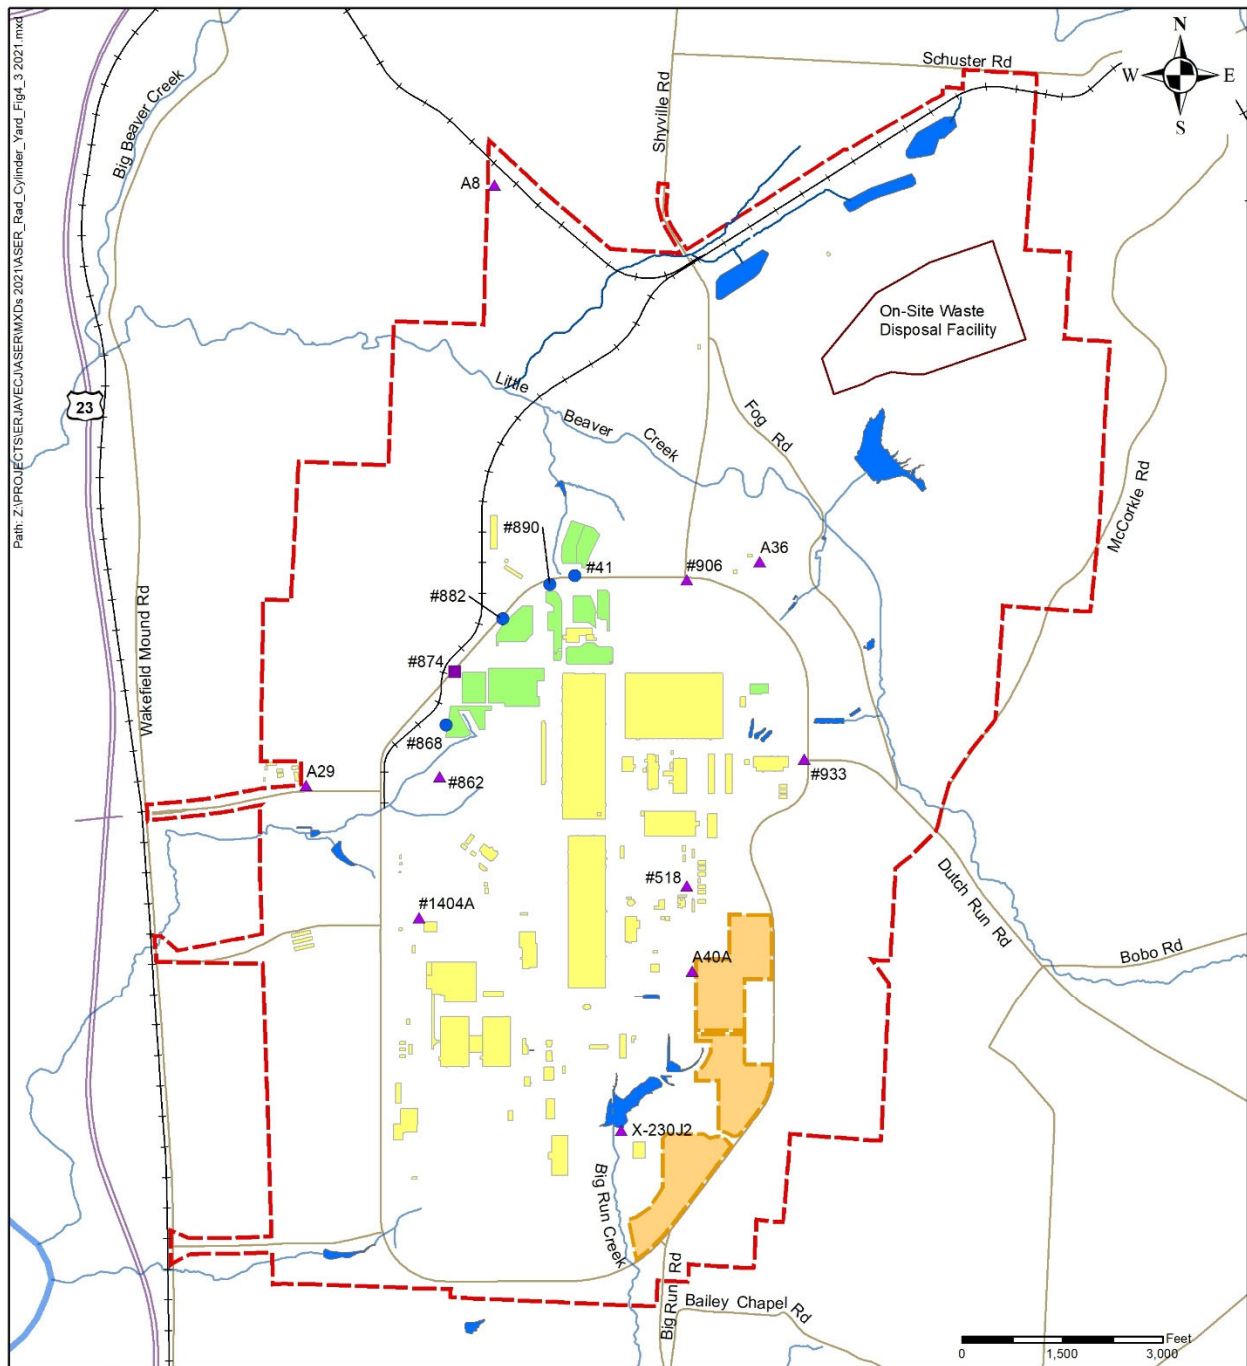 Path: Z:\PROJECTS\ERJAVECJ\ASER\MXDs 2021\ASER_Rad_Cylinder_Yard_Fig4_3 2021.mxd
N
W
E
S
Schuster Rd
Shyville Rd
Big Beaver Creek
A8
On-Site Waste
Disposal Facility
Little
Beaver
Creek
23
Fog Rd
McCorkle Rd
#890
#41
#906
A36
#882
#874
Wakefield Mound Rd
#868
#862
A29
#933
#518
#1404A
Dutch Run Rd
Bobo Rd
A40A
X-230J2
Big Run Creek
Big Run Rd
Bailey Chapel Rd
Feet
0
1,500
3,000